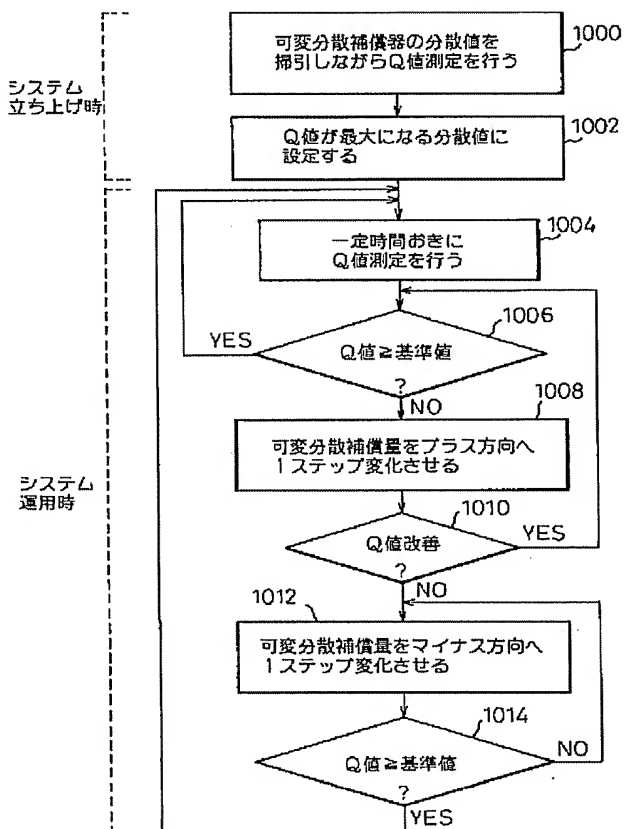 可変分散補償器の分散値を
掃引しながらQ値測定を行う
1000
システム
立ち上げ時
Q値が最大になる分散値に
設定する
1002
一定時間おきに
Q値測定を行う
1004
YES
Q値≧基準値
?
1006
NO
1008
可変分散補償量をプラス方向へ
1ステップ変化させる
システム
運用時
1010
Q値改善
?
YES
NO
1012
可変分散補償量をマイナス方向へ
1ステップ変化させる
1014
Q値≧基準値
?
NO
YES